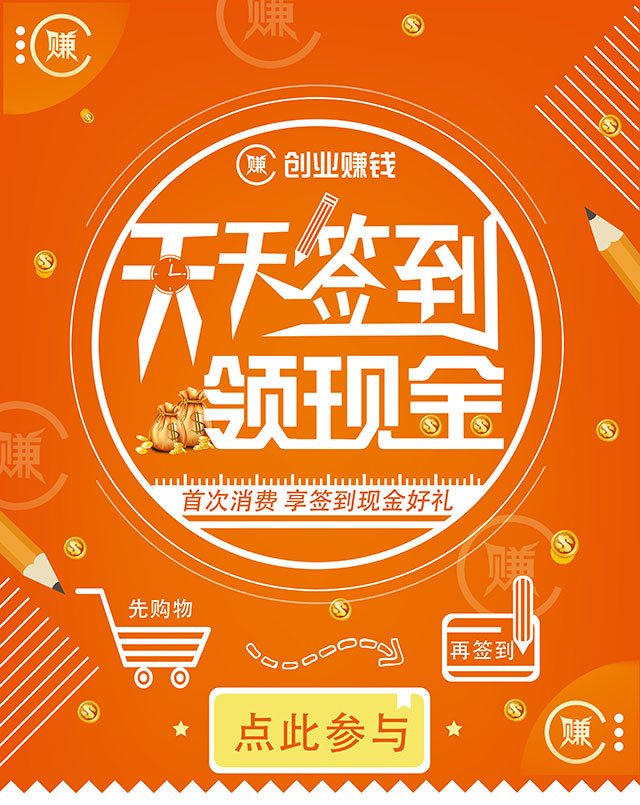 赚
赚
赚 创业赚钱
天天签到
领现金
赚
首次消费 享签到现金好礼
赚
先购物
再签到
点此参与
赚